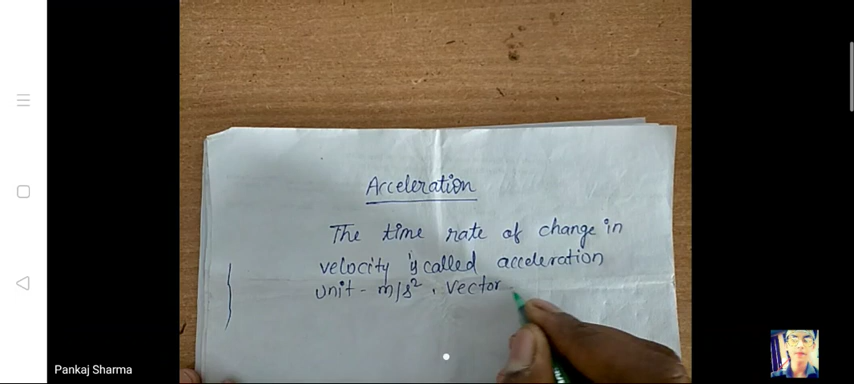 Acceleration
The time rate of change in
velocity is called acceleration
unit - m/s², vector
Pankaj Sharma